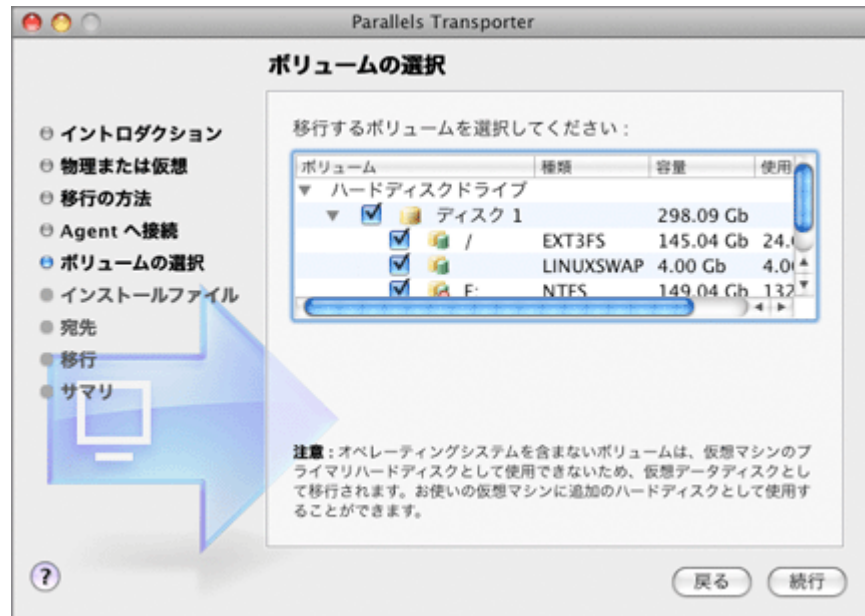 Parallels Transporter
ボリュームの選択
イントロダクション
物理または仮想
移行の方法
Agent へ接続
ボリュームの選択
インストールファイル
宛先
移行
サマリ
移行するボリュームを選択してください：
ボリューム 種類 容量 使用
ハードディスクドライブ
ディスク 1 298.09 Gb
/ EXT3FS 145.04 Gb 24.
LINUXSWAP 4.00 Gb 4.0
F: NTFS 149.04 Gb 132
注意：オペレーティングシステムを含まないボリュームは、仮想マシンのプ
ライマリハードディスクとして使用できないため、仮想データディスクとし
て移行されます。お使いの仮想マシンに追加のハードディスクとして使用す
ることができます。
?
戻る 続行